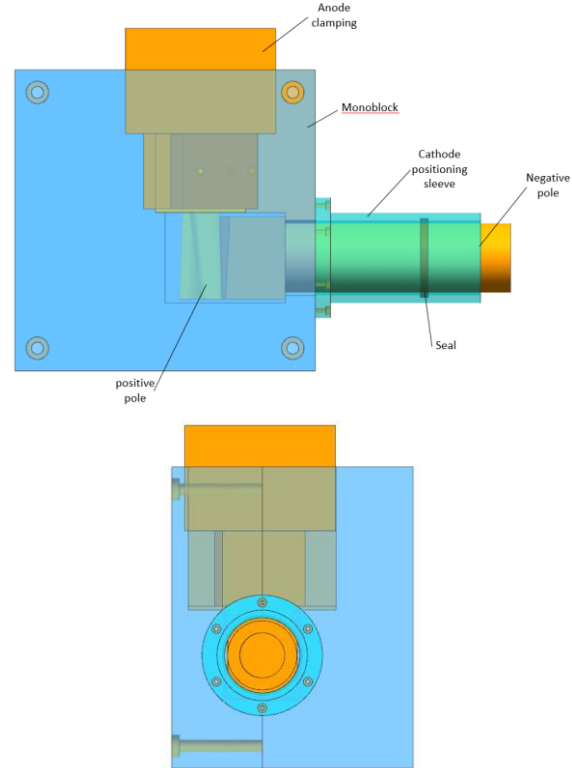 Anode
clamping
Monoblock
Cathode
positioning
sleeve
Negative
pole
Seal
positive
pole